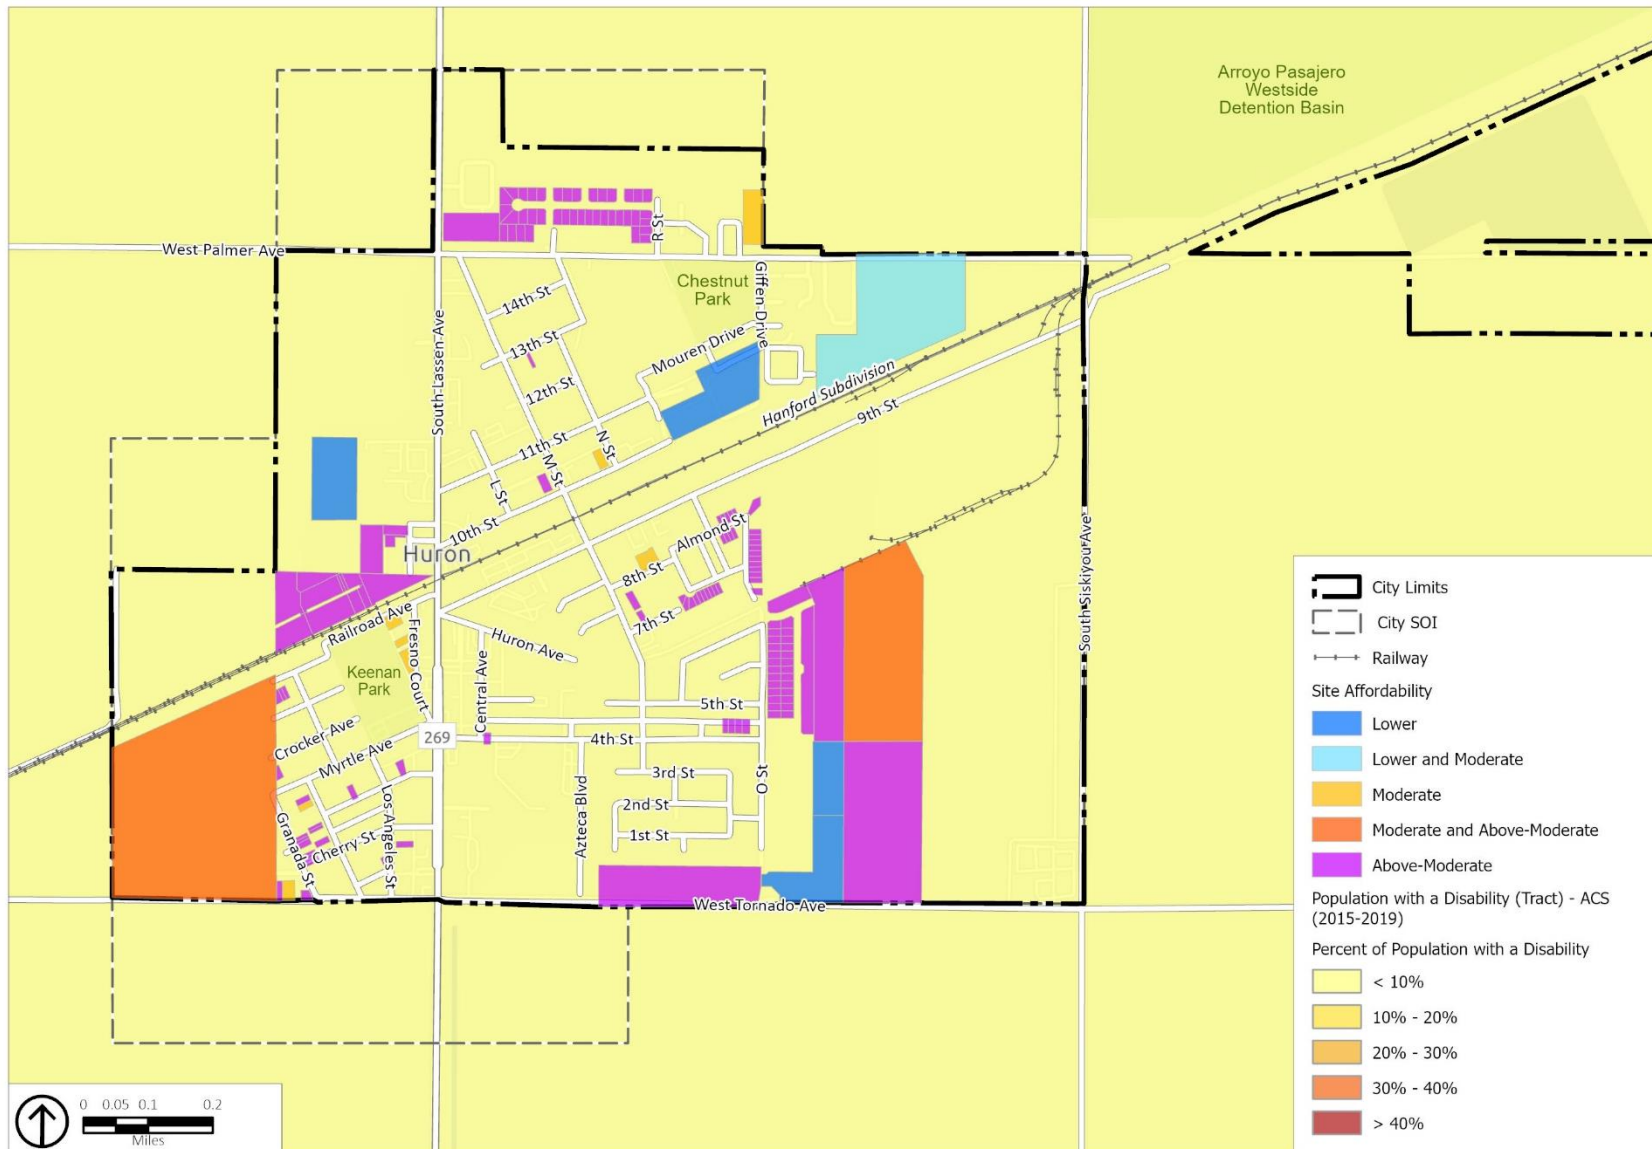 Arroyo Pasajero
Westside
Detention Basin
West Palmer Ave
R St
Chestnut
Park
Giffen Drive
14th St
13th St
12th St
11th St
Mouren Drive
South Lassen Ave
Hanford Subdivision
9th St
N St
M St
L St
10th St
Huron
Almond St
8th St
7th St
South Siskiyou Ave
Railroad Ave
Fresno Court
Huron Ave
Keenan
Park
Central Ave
5th St
269
4th St
Crocker Ave
Myrtle Ave
3rd St
2nd St
1st St
O St
Azteca Blvd
Los Angeles St
Granada St
Cherry St
West Tornado Ave
City Limits
City SOI
Railway
Site Affordability
Lower
Lower and Moderate
Moderate
Moderate and Above-Moderate
Above-Moderate
Population with a Disability (Tract) - ACS
(2015-2019)
Percent of Population with a Disability
< 10%
10% - 20%
20% - 30%
30% - 40%
> 40%
0 0.05 0.1 0.2
Miles